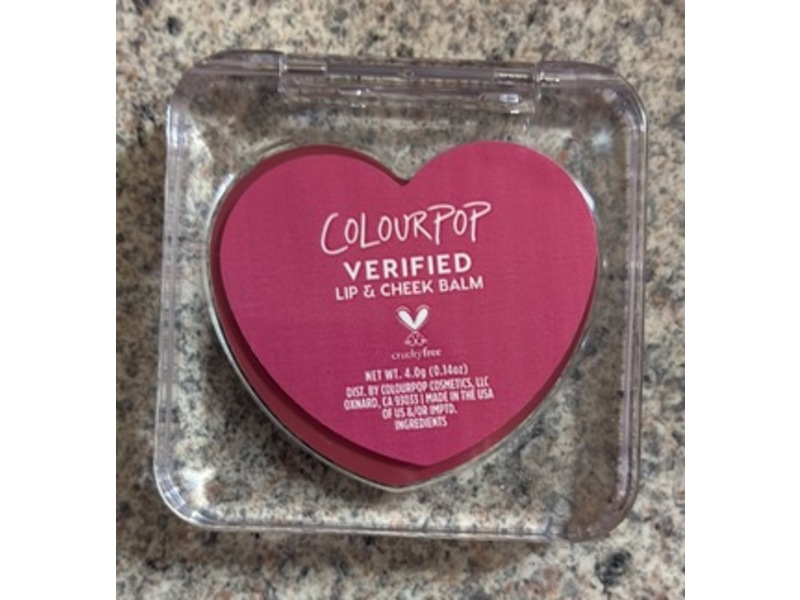 COLOURPOP
VERIFIED
LIP & CHEEK BALM
crueltyfree
NET WT. 4.0g (0.14oz)
DIST. BY COLOURPOP COSMETICS, LLC
OXNARD, CA 93033 | MADE IN THE USA
OF US &/OR IMPTD.
INGREDIENTS